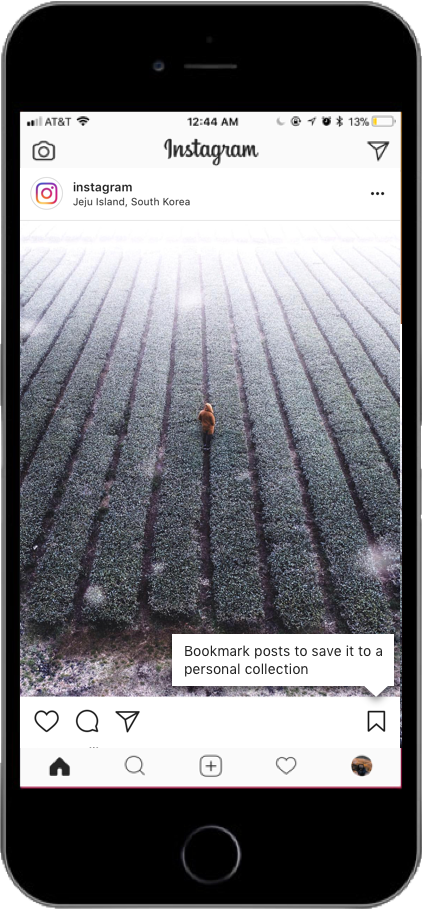 AT&T 12:44 AM 13%
Instagram
instagram
Jeju Island, South Korea
Bookmark posts to save it to a
personal collection